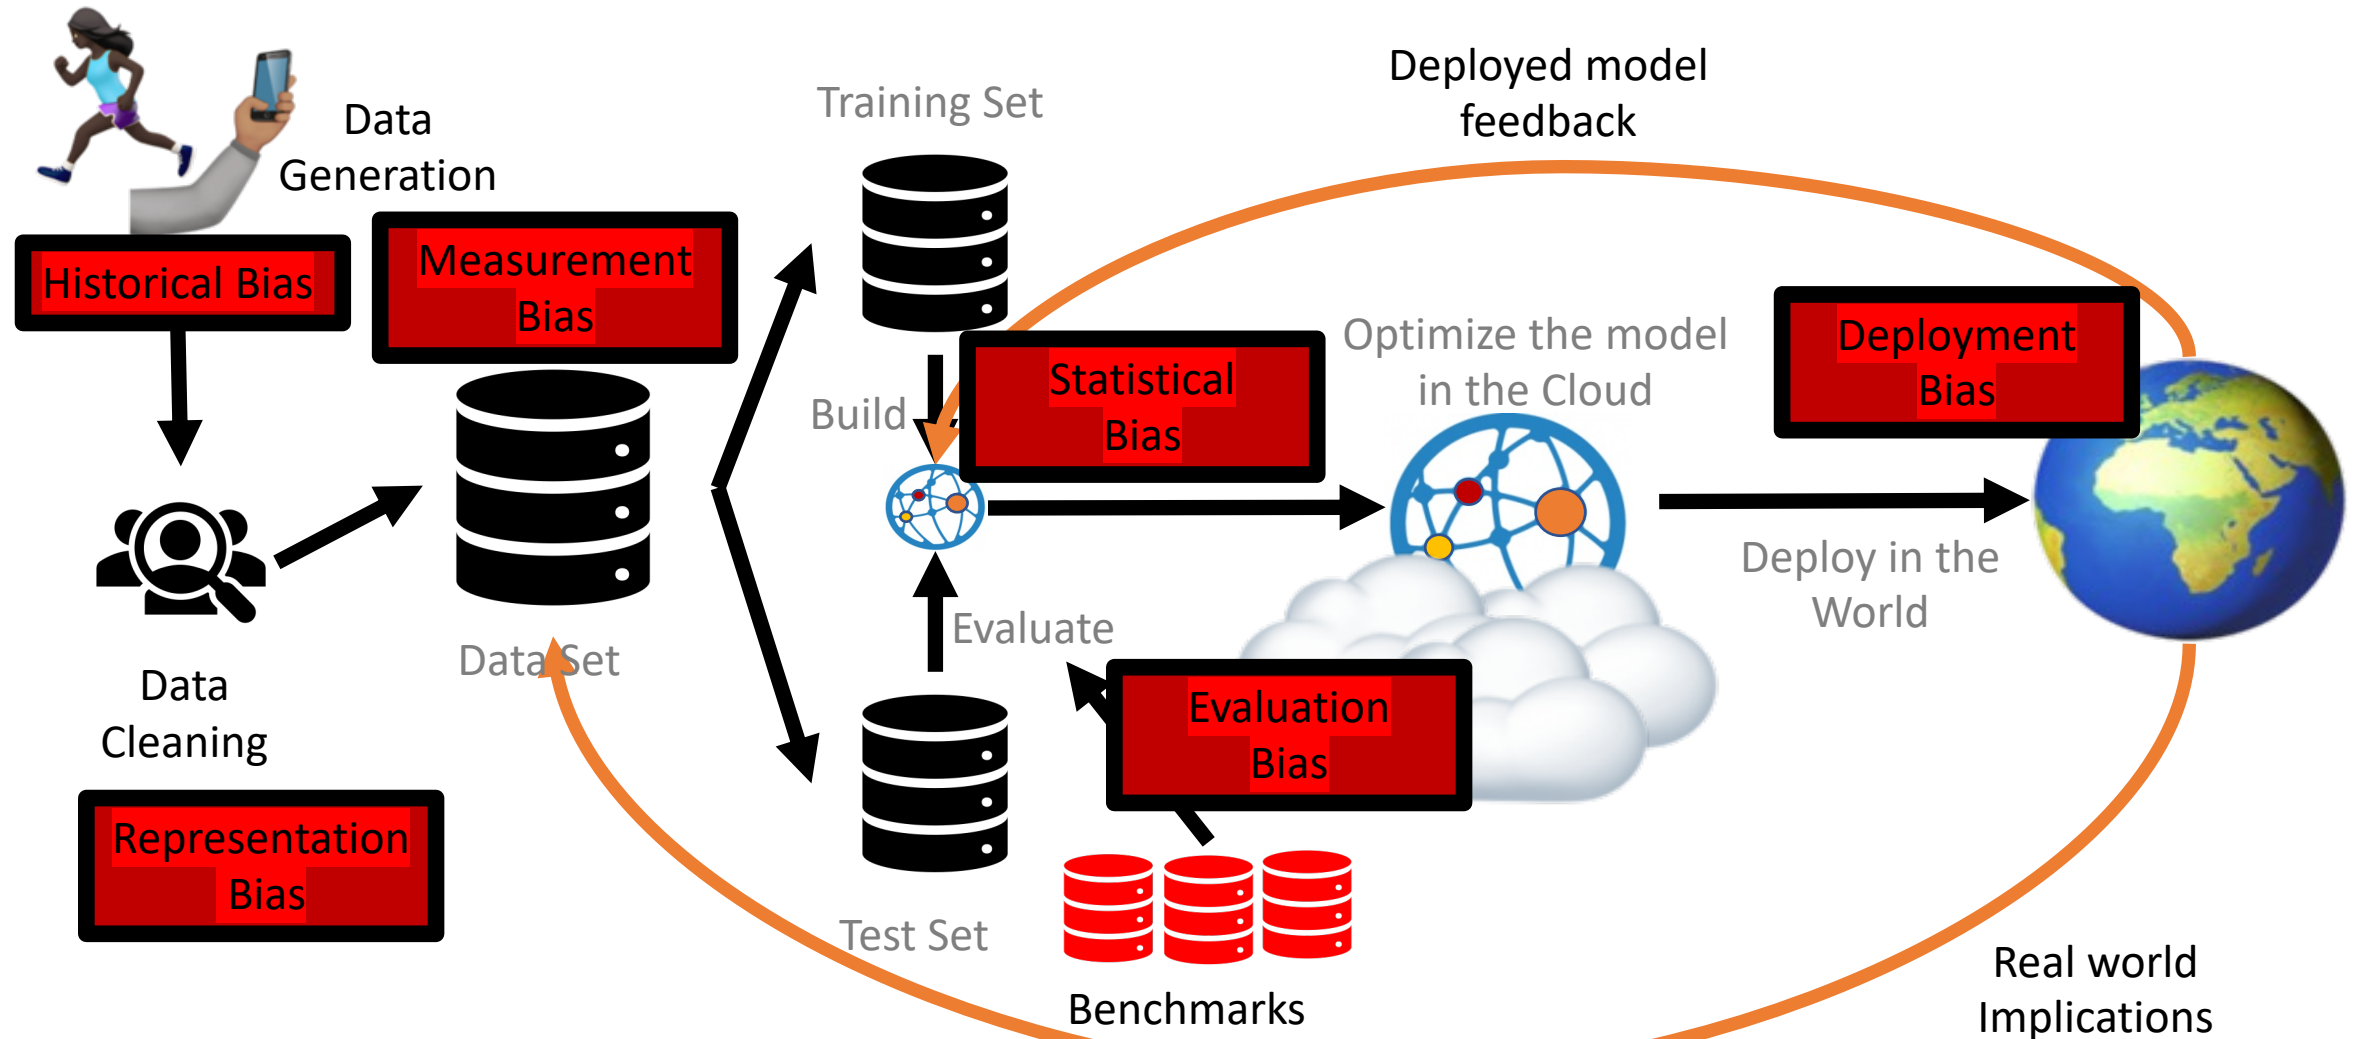 Data
Generation
Historical Bias
Measurement
Bias
Data
Cleaning
Representation
Bias
Data Set
Training Set
Build
Statistical
Bias
Evaluate
Test Set
Evaluation
Bias
Benchmarks
Optimize the model
in the Cloud
Deployed model
feedback
Deployment
Bias
Deploy in the
World
Real world
Implications